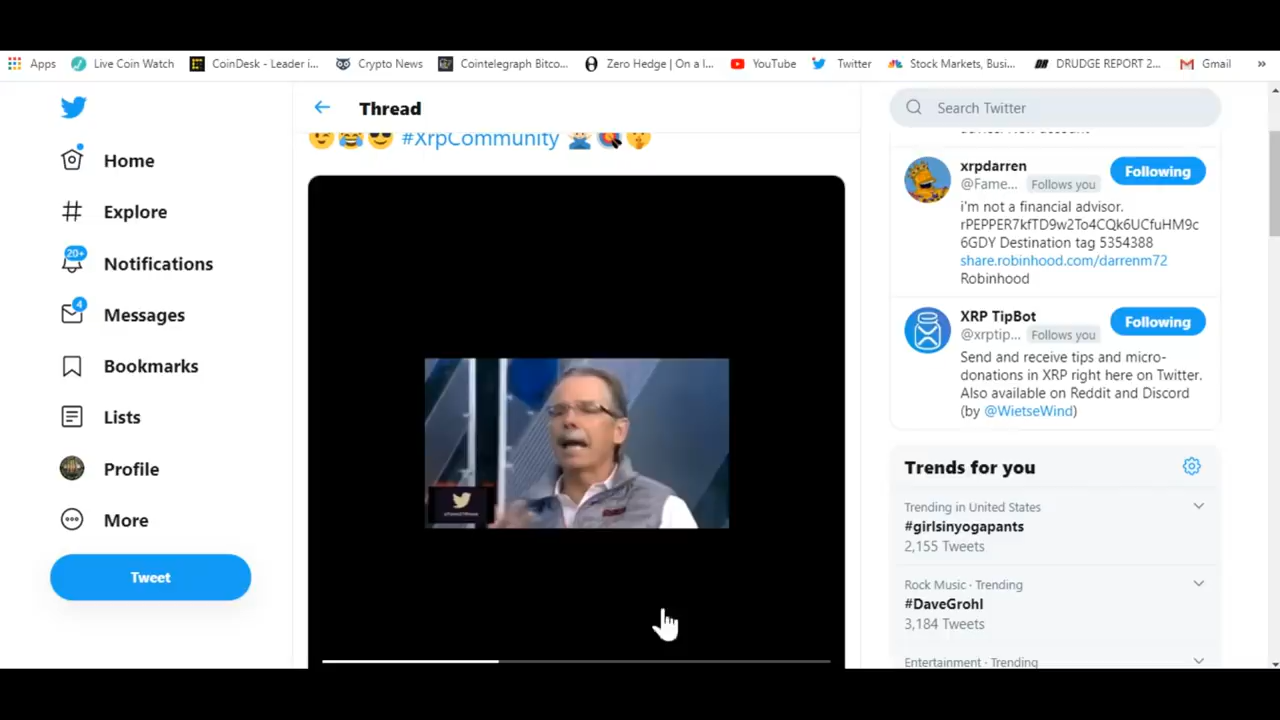 Apps
Live Coin Watch
CoinDesk - Leader i...
Crypto News
Cointelegraph Bitco...
Zero Hedge | On a I...
YouTube
Twitter
Stock Markets, Busi...
DRUDGE REPORT 2...
Gmail
»
Home
Explore
20+
Notifications
4
Messages
Bookmarks
Lists
Profile
More
Tweet
Thread
#XrpCommunity
Search Twitter
xrpdarren
Following
@Fame... Follows you
i'm not a financial advisor.
rPEPPER7kfTD9w2To4CQk6UCfuHM9c
6GDY Destination tag 5354388
share.robinhood.com/darrenm72
Robinhood
XRP TipBot
Following
@xrptip... Follows you
Send and receive tips and micro-
donations in XRP right here on Twitter.
Also available on Reddit and Discord
(by @WietseWind)
Trends for you
Trending in United States
#girlsinyogapants
2,155 Tweets
Rock Music · Trending
#DaveGrohl
3,184 Tweets
Entertainment · Trending